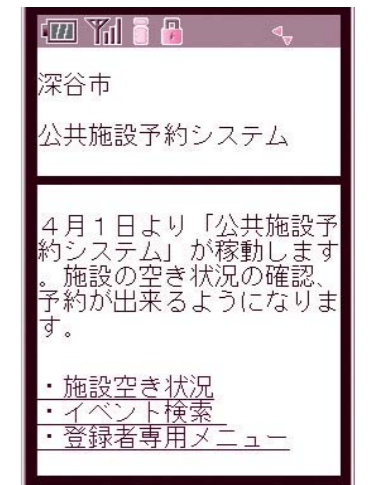 深谷市
公共施設予約システム
４月１日より「公共施設予
約システム」が稼動します
。施設の空き状況の確認、
予約が出来るようになりま
す。
・施設空き状況
・イベント検索
・登録者専用メニュー